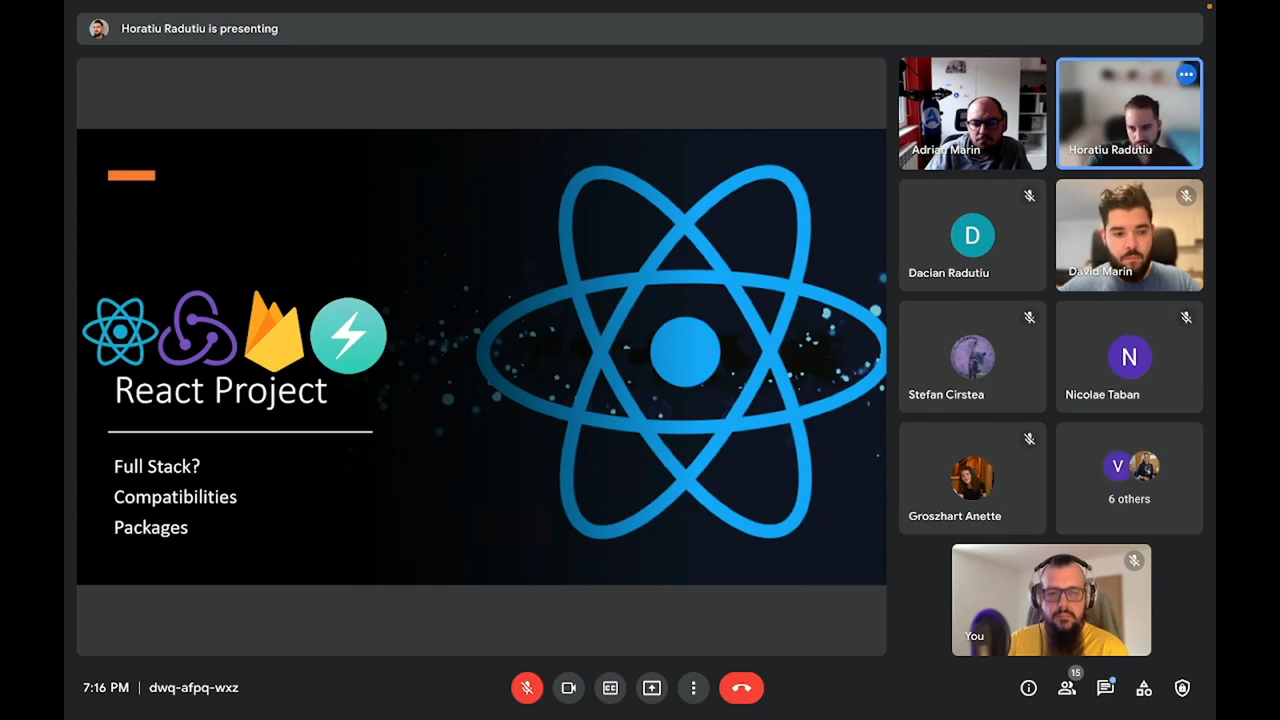 Horatiu Radutiu is presenting
React Project
Full Stack?
Compatibilities
Packages
Adrian Marin
Horatiu Radutiu
D
Dacian Radutiu
David Marin
Stefan Cirstea
N
Nicolae Taban
Groszhart Anette
V
6 others
You
7:16 PM | dwq-afpq-wxz
15